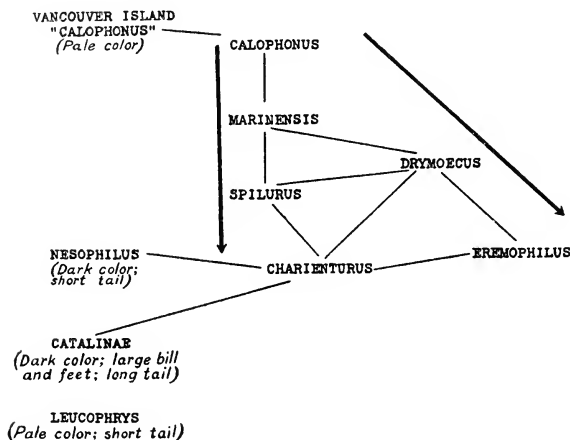 VANCOUVER ISLAND
"CALOPHONUS"
(Pale color)
CALOPHONUS
MARINENSIS
DRYMOECUS
SPILURUS
NESOPHILUS
(Dark color;
short tail)
CHARIENTURUS
EREMOPHILUS
CATALINAE
(Dark color; large bill
and feet; long tail)
LEUCOPHRYS
(Pale color; short tail)